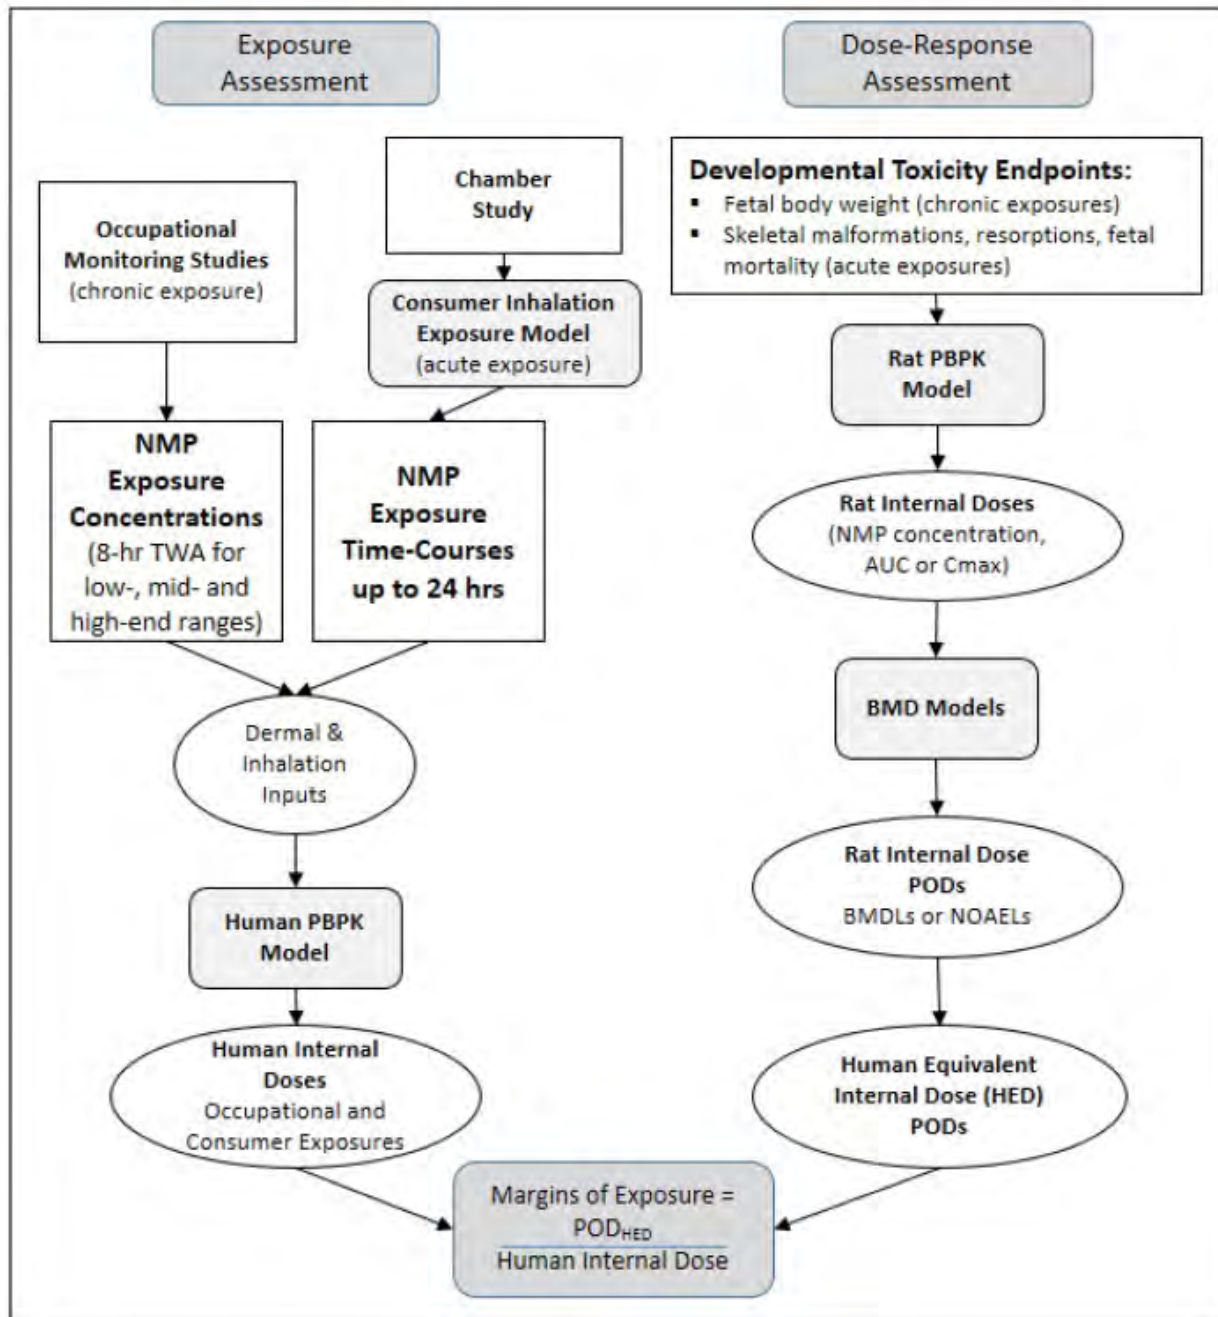 Exposure
Assessment
Dose-Response
Assessment
Occupational
Monitoring Studies
(chronic exposure)
Chamber
Study
Consumer Inhalation
Exposure Model
(acute exposure)
NMP
Exposure
Concentrations
(8-hr TWA for
low-, mid- and
high-end ranges)
NMP
Exposure
Time-Courses
up to 24 hrs
Dermal &
Inhalation
Inputs
Human PBPK
Model
Human Internal
Doses
Occupational and
Consumer Exposures
Developmental Toxicity Endpoints:
▪ Fetal body weight (chronic exposures)
▪ Skeletal malformations, resorptions, fetal
mortality (acute exposures)
Rat PBPK
Model
Rat Internal Doses
(NMP concentration,
AUC or Cmax)
BMD Models
Rat Internal Dose
PODs
BMDLs or NOAELs
Human Equivalent
Internal Dose (HED)
PODs
Margins of Exposure =
POD_HED
Human Internal Dose